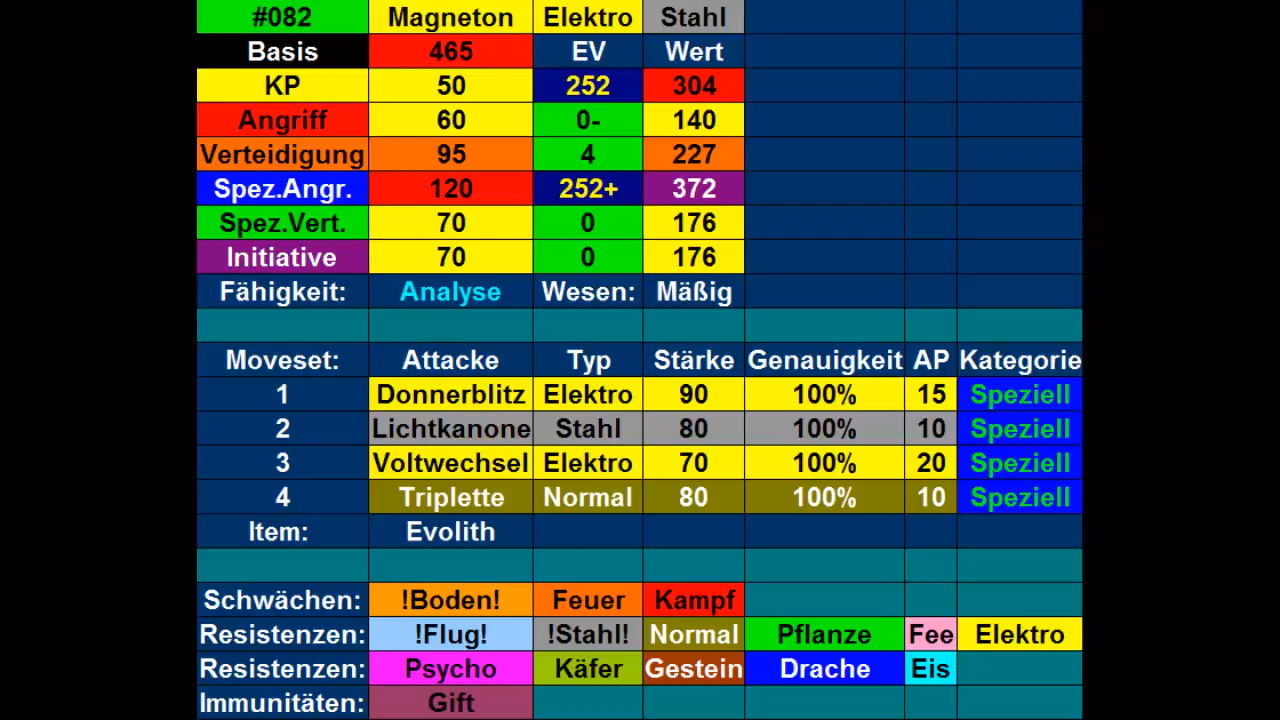 #082 Magneton Elektro Stahl
Basis 465 EV Wert
KP 50 252 304
Angriff 60 0- 140
Verteidigung 95 4 227
Spez.Angr. 120 252+ 372
Spez.Vert. 70 0 176
Initiative 70 0 176
Fähigkeit: Analyse Wesen: Mäßig
Moveset: Attacke Typ Stärke Genauigkeit AP Kategorie
1 Donnerblitz Elektro 90 100% 15 Speziell
2 Lichtkanone Stahl 80 100% 10 Speziell
3 Voltwechsel Elektro 70 100% 20 Speziell
4 Triplette Normal 80 100% 10 Speziell
Item: Evolith
Schwächen: !Boden! Feuer Kampf
Resistenzen: !Flug! !Stahl! Normal Pflanze Fee Elektro
Resistenzen: Psycho Käfer Gestein Drache Eis
Immunitäten: Gift